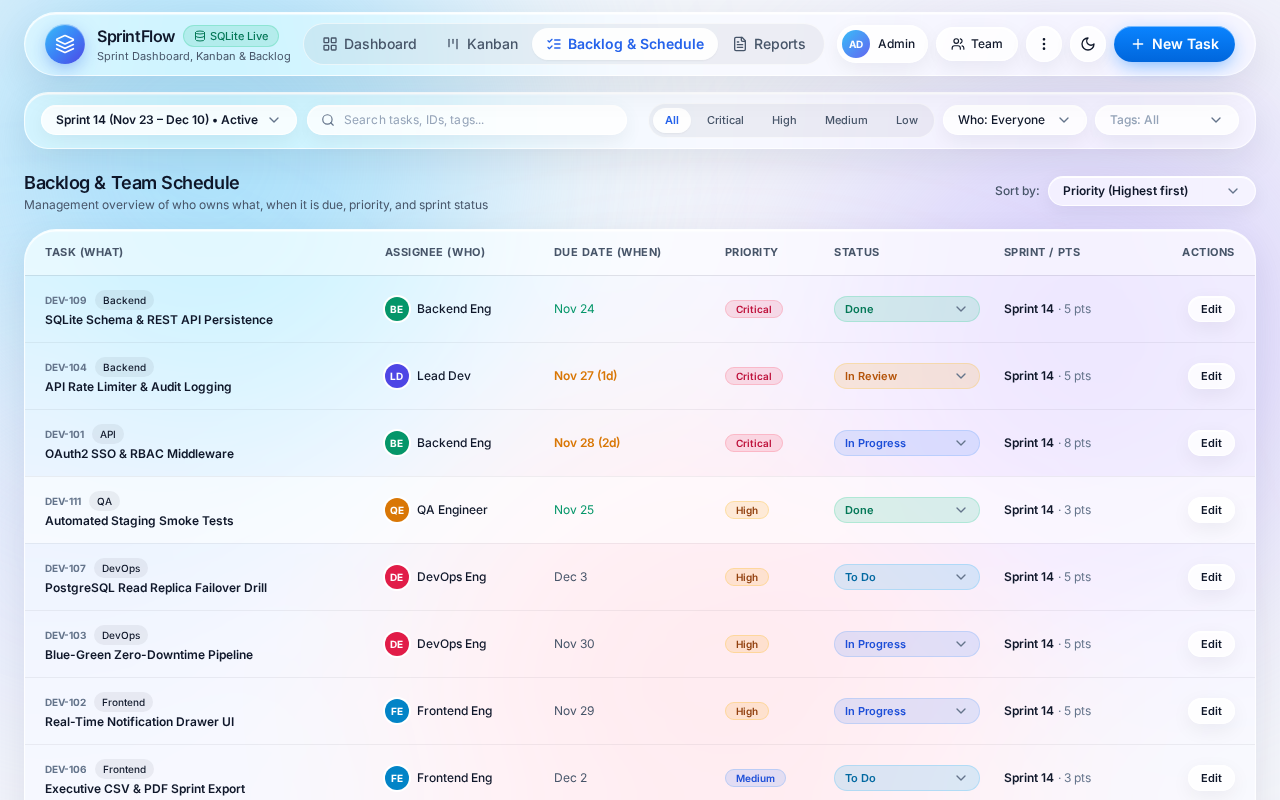 SprintFlow
SQLite Live
Sprint Dashboard, Kanban & Backlog
Dashboard
Kanban
Backlog & Schedule
Reports
AD
Admin
Team
New Task
Sprint 14 (Nov 23 – Dec 10) • Active
Search tasks, IDs, tags...
All
Critical
High
Medium
Low
Who: Everyone
Tags: All
Backlog & Team Schedule
Management overview of who owns what, when it is due, priority, and sprint status
Sort by:
Priority (Highest first)
TASK (WHAT)
ASSIGNEE (WHO)
DUE DATE (WHEN)
PRIORITY
STATUS
SPRINT / PTS
ACTIONS
DEV-109
Backend
SQLite Schema & REST API Persistence
BE
Backend Eng
Nov 24
Critical
Done
Sprint 14 · 5 pts
Edit
DEV-104
Backend
API Rate Limiter & Audit Logging
LD
Lead Dev
Nov 27 (1d)
Critical
In Review
Sprint 14 · 5 pts
Edit
DEV-101
API
OAuth2 SSO & RBAC Middleware
BE
Backend Eng
Nov 28 (2d)
Critical
In Progress
Sprint 14 · 8 pts
Edit
DEV-111
QA
Automated Staging Smoke Tests
QE
QA Engineer
Nov 25
High
Done
Sprint 14 · 3 pts
Edit
DEV-107
DevOps
PostgreSQL Read Replica Failover Drill
DE
DevOps Eng
Dec 3
High
To Do
Sprint 14 · 5 pts
Edit
DEV-103
DevOps
Blue-Green Zero-Downtime Pipeline
DE
DevOps Eng
Nov 30
High
In Progress
Sprint 14 · 5 pts
Edit
DEV-102
Frontend
Real-Time Notification Drawer UI
FE
Frontend Eng
Nov 29
High
In Progress
Sprint 14 · 5 pts
Edit
DEV-106
Frontend
Executive CSV & PDF Sprint Export
FE
Frontend Eng
Dec 2
Medium
To Do
Sprint 14 · 3 pts
Edit